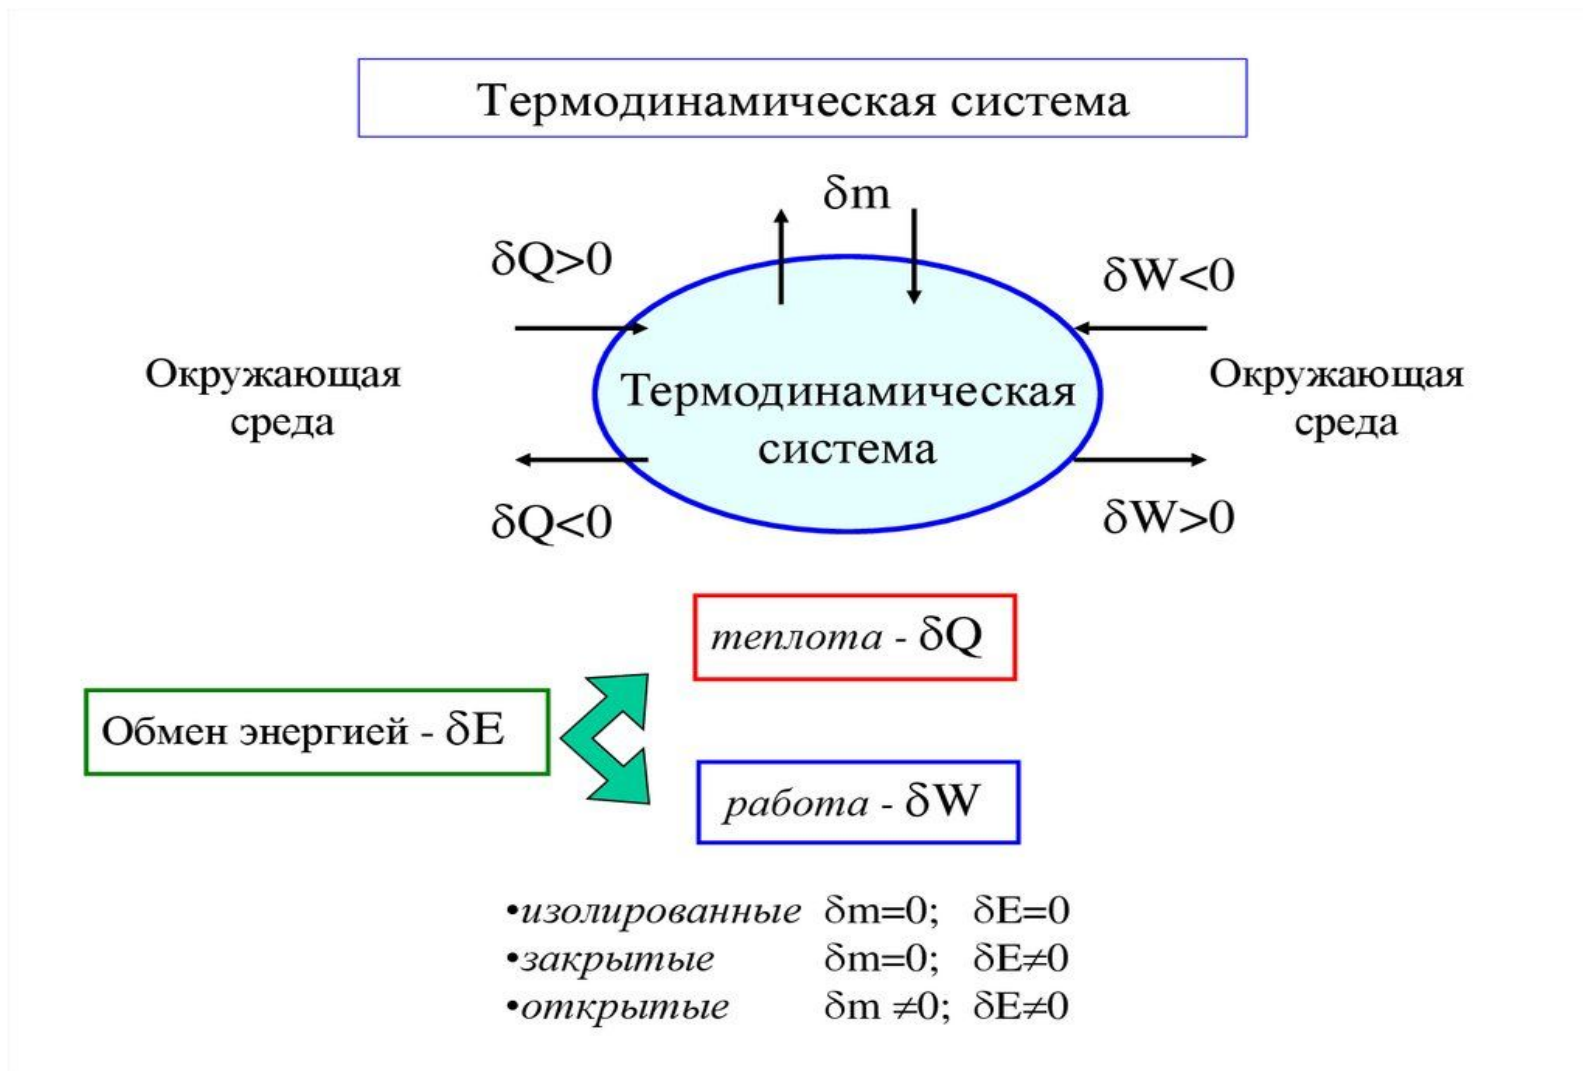 Термодинамическая система
δm
δQ>0
δW<0
Окружающая
среда
Термодинамическая
система
Окружающая
среда
δQ<0
δW>0
теплота - δQ
Обмен энергией - δE
работа - δW
•изолированные δm=0; δE=0
•закрытые δm=0; δE≠0
•открытые δm ≠0; δE≠0